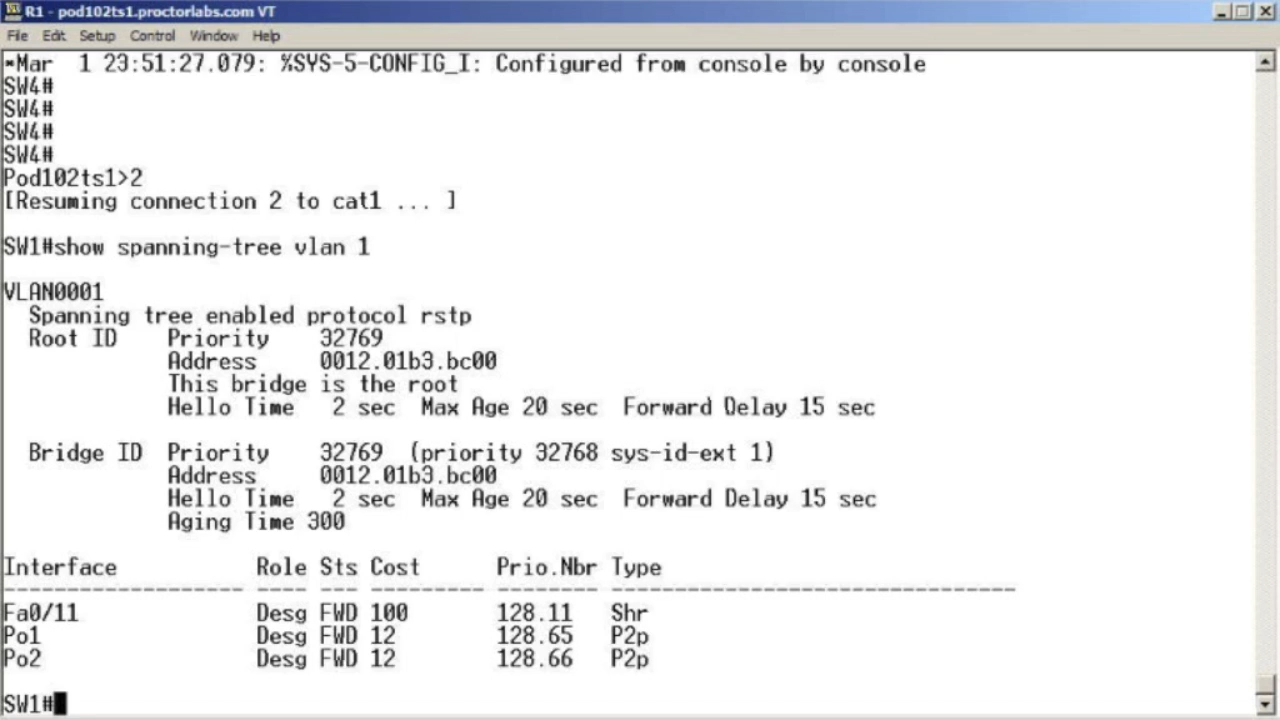 R1 - pod102ts1.proctorlabs.com VT
File Edit Setup Control Window Help
*Mar  1 23:51:27.079: %SYS-5-CONFIG_I: Configured from console by console
SW4#
SW4#
SW4#
SW4#
Pod102ts1>2
[Resuming connection 2 to cat1 ... ]
SW1#show spanning-tree vlan 1
VLAN0001
  Spanning tree enabled protocol rstp
  Root ID    Priority    32769
             Address     0012.01b3.bc00
             This bridge is the root
             Hello Time   2 sec  Max Age 20 sec  Forward Delay 15 sec
  Bridge ID  Priority    32769  (priority 32768 sys-id-ext 1)
             Address     0012.01b3.bc00
             Hello Time   2 sec  Max Age 20 sec  Forward Delay 15 sec
             Aging Time 300
Interface           Role Sts Cost      Prio.Nbr Type
------------------- ---- --- --------- -------- --------------------------------
Fa0/11              Desg FWD 100       128.11   Shr
Po1                 Desg FWD 12        128.65   P2p
Po2                 Desg FWD 12        128.66   P2p
SW1#